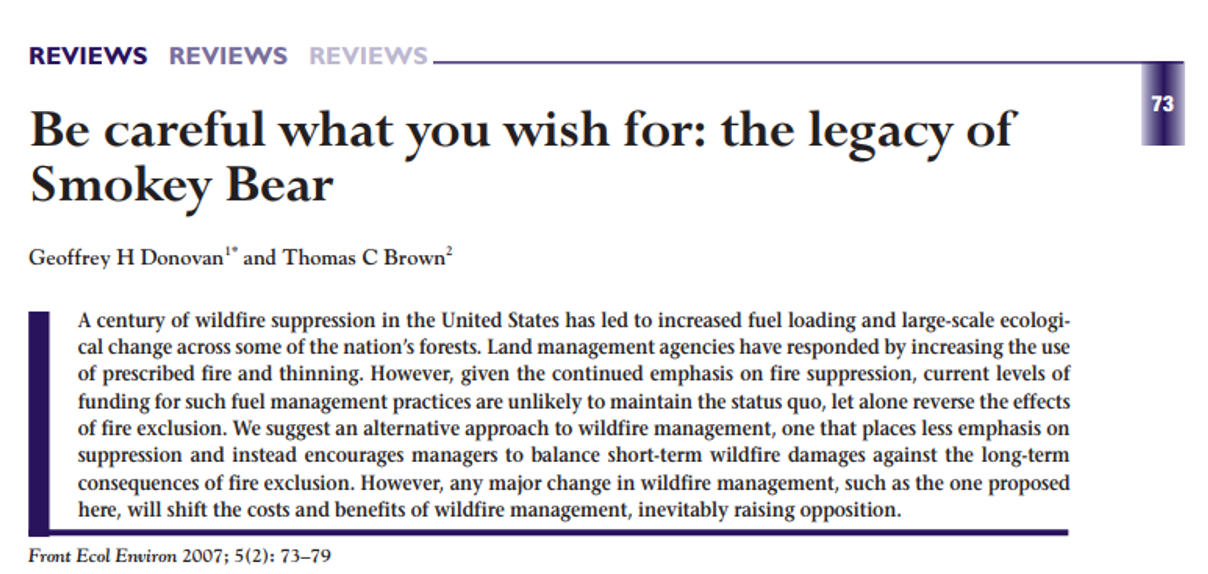 REVIEWS REVIEWS REVIEWS
73
Be careful what you wish for: the legacy of
Smokey Bear
Geoffrey H Donovan1* and Thomas C Brown2
A century of wildfire suppression in the United States has led to increased fuel loading and large-scale ecologi-
cal change across some of the nation's forests. Land management agencies have responded by increasing the use
of prescribed fire and thinning. However, given the continued emphasis on fire suppression, current levels of
funding for such fuel management practices are unlikely to maintain the status quo, let alone reverse the effects
of fire exclusion. We suggest an alternative approach to wildfire management, one that places less emphasis on
suppression and instead encourages managers to balance short-term wildfire damages against the long-term
consequences of fire exclusion. However, any major change in wildfire management, such as the one proposed
here, will shift the costs and benefits of wildfire management, inevitably raising opposition.
Front Ecol Environ 2007; 5(2): 73–79